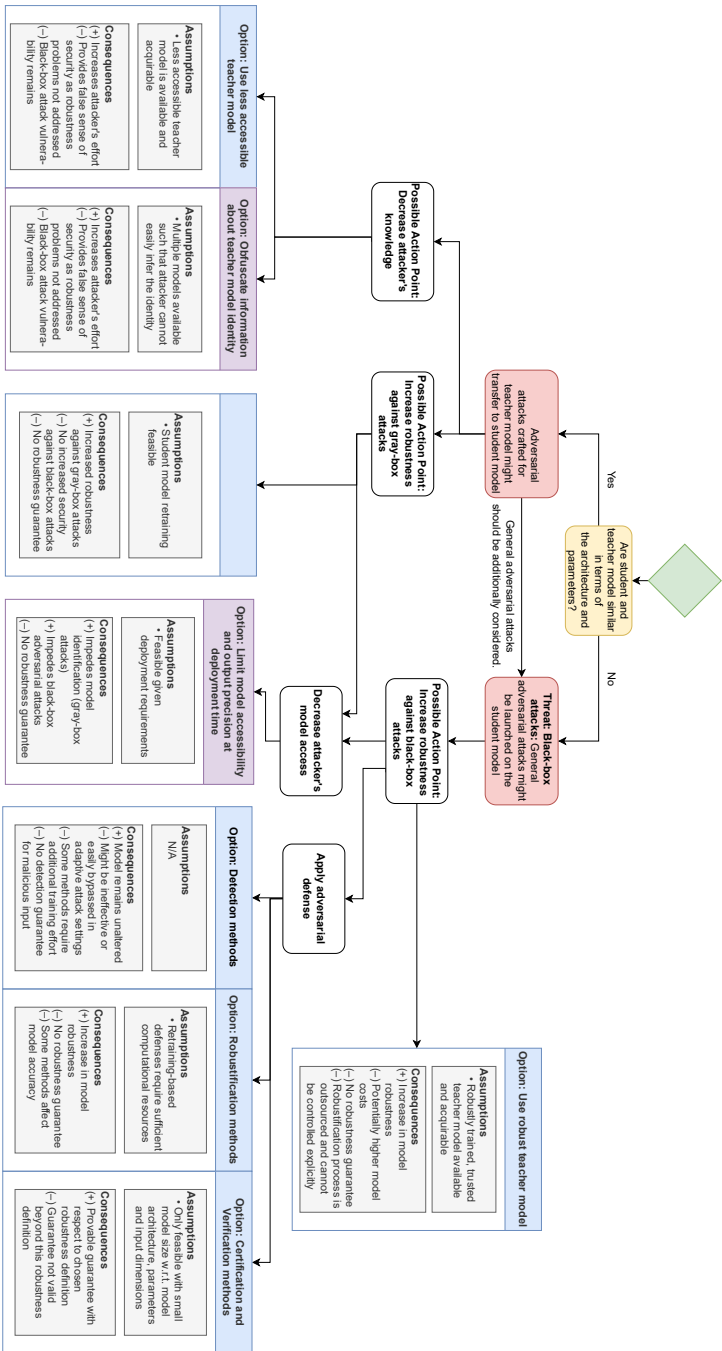 Are student and
teacher model similar
in terms of
the architecture and
parameters?
Yes
No
Adversarial
attacks crafted for
teacher model might
transfer to student model
General adversarial attacks
should be additionally considered.
Threat: Black-box
attacks: General
adversarial attacks might
be launched on the
student model
Possible Action Point:
Decrease attacker's
knowledge
Possible Action Point:
Increase robustness
against gray-box
attacks
Possible Action Point:
Increase robustness
against black-box
attacks
Decrease attacker's
model access
Apply adversarial
defense
Option: Use robust teacher model
Assumptions
• Robustly trained, trusted
teacher model available
and acquirable
Consequences
(+) Increase in model
robustness
(–) Potentially higher model
costs
(–) No robustness guarantee
(–) Robustification process is
outsourced and cannot
be controlled explicitly
Option: Use less accessible
teacher model
Assumptions
• Less accessible teacher
model is available and
acquirable
Consequences
(+) Increases attacker's effort
(–) Provides false sense of
security as robustness
problems not addressed
(–) Black-box attack vulnera-
bility remains
Option: Obfuscate information
about teacher model identity
Assumptions
• Multiple models available
such that attacker cannot
easily infer the identity
Consequences
(+) Increases attacker's effort
(–) Provides false sense of
security as robustness
problems not addressed
(–) Black-box attack vulnera-
bility remains
Assumptions
• Student model retraining
feasible
Consequences
(+) Increased robustness
against gray-box attacks
(–) No increased security
against black-box attacks
(–) No robustness guarantee
Option: Limit model accessibility
and output precision at
deployment time
Assumptions
• Feasible given
deployment requirements
Consequences
(+) Impedes model
identification (gray-box
attacks)
(+) Impedes black-box
adversarial attacks
(–) No robustness guarantee
Option: Detection methods
Assumptions
N/A
Consequences
(+) Model remains unaltered
(–) Might be ineffective or
easily bypassed in
adaptive attack settings
(–) Some methods require
additional training effort
(–) No detection guarantee
for malicious input
Option: Robustification methods
Assumptions
• Retraining-based
defenses require sufficient
computational resources
Consequences
(+) Increase in model
robustness
(–) No robustness guarantee
(–) Some methods affect
model accuracy
Option: Certification and
Verification methods
Assumptions
• Only feasible with small
model size w.r.t. model
architecture, parameters
and input dimensions
Consequences
(+) Provable guarantee with
respect to chosen
robustness definition
(–) Guarantee not valid
beyond this robustness
definition